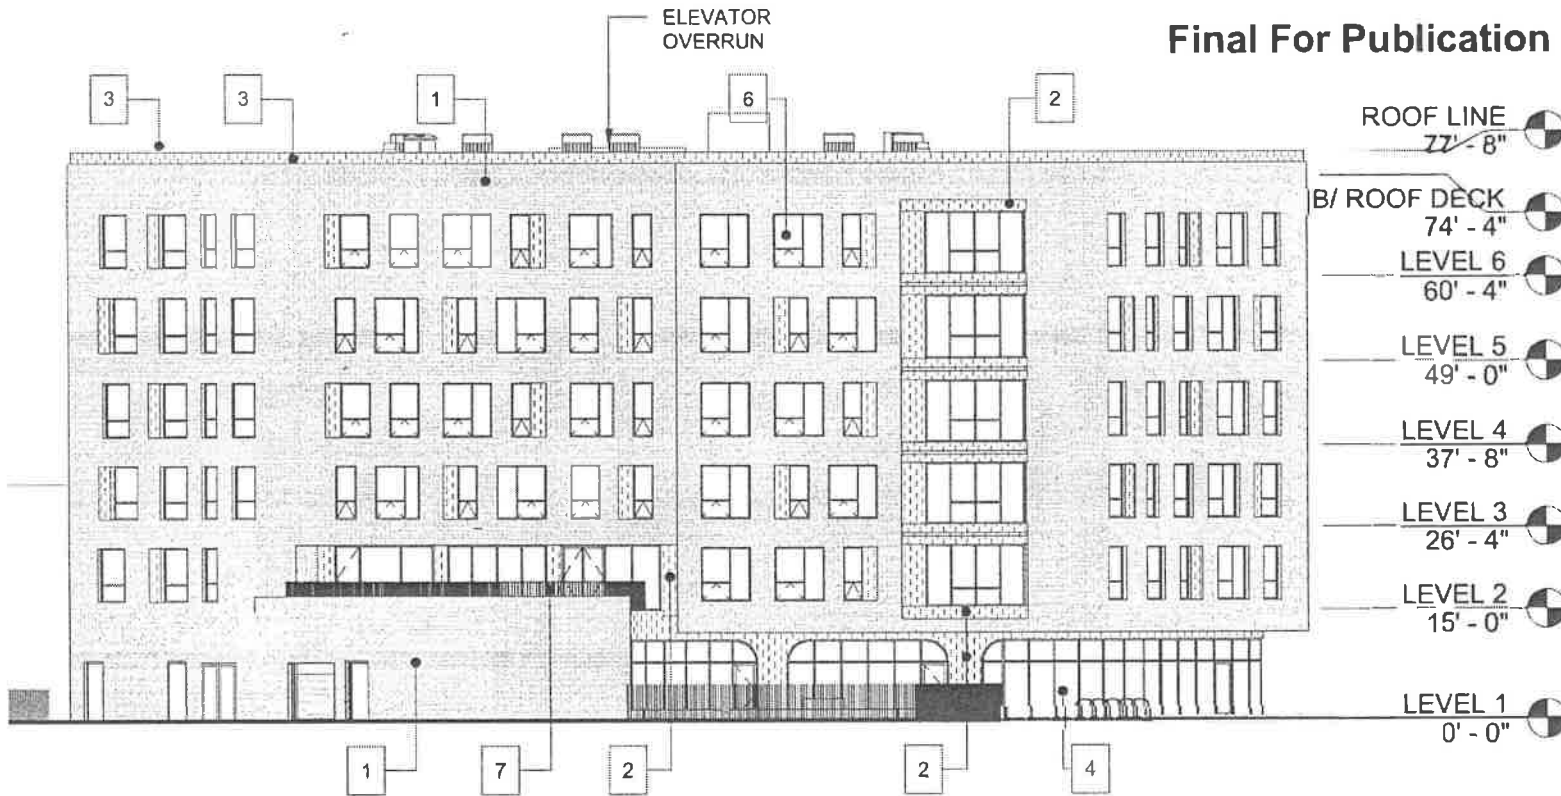 ELEVATOR
OVERRUN
Final For Publication
3
3
1
6
2
ROOF LINE
77' - 8"
B/ ROOF DECK
74' - 4"
LEVEL 6
60' - 4"
LEVEL 5
49' - 0"
LEVEL 4
37' - 8"
LEVEL 3
26' - 4"
LEVEL 2
15' - 0"
LEVEL 1
0' - 0"
1
7
2
2
4